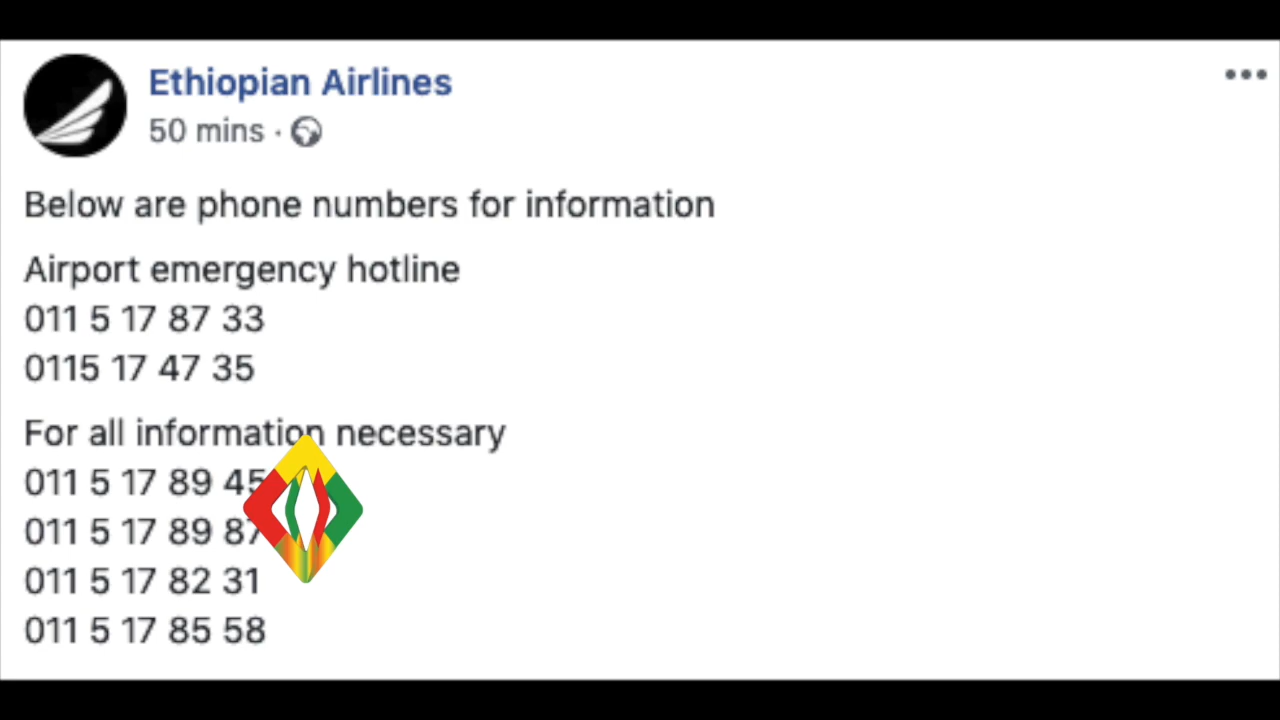 Ethiopian Airlines
50 mins ·
Below are phone numbers for information
Airport emergency hotline
011 5 17 87 33
0115 17 47 35
For all information necessary
011 5 17 89 45
011 5 17 89 87
011 5 17 82 31
011 5 17 85 58